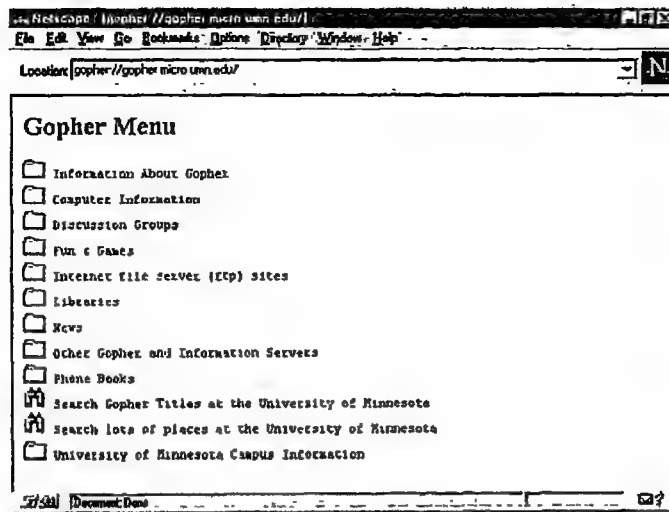 Netscape - [gopher://gopher.micro.umn.edu/]
File Edit View Go Bookmarks Options Directory Window Help
Location: gopher://gopher.micro.umn.edu/
N
Gopher Menu
Information About Gopher
Computer Information
Discussion Groups
Fun & Games
Internet file server (ftp) sites
Libraries
News
Other Gopher and Information Servers
Phone Books
Search Gopher Titles at the University of Minnesota
Search lots of places at the University of Minnesota
University of Minnesota Campus Information
Document: Done